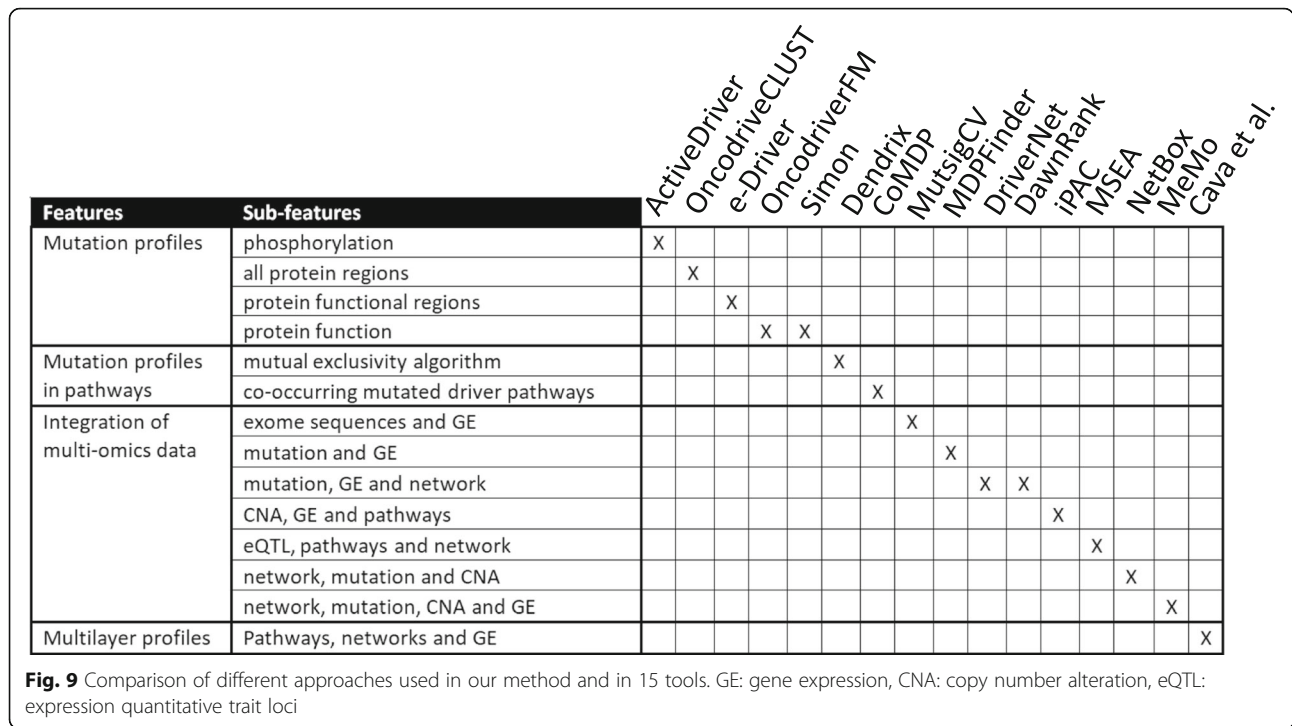 ActiveDriver
OncodriveCLUST
e-Driver
OncodriverFM
Simon
Dendrix
CoMDP
MutsigCV
MDPFinder
DriverNet
DawnRank
iPAC
MSEA
NetBox
MeMo
Cava et al.
Features Sub-features
Mutation profiles phosphorylation X
all protein regions X
protein functional regions X
protein function X X
Mutation profiles mutual exclusivity algorithm X
in pathways co-occurring mutated driver pathways X
Integration of exome sequences and GE X
multi-omics data mutation and GE X
mutation, GE and network X X
CNA, GE and pathways X
eQTL, pathways and network X
network, mutation and CNA X
network, mutation, CNA and GE X
Multilayer profiles Pathways, networks and GE X
Fig. 9 Comparison of different approaches used in our method and in 15 tools. GE: gene expression, CNA: copy number alteration, eQTL:
expression quantitative trait loci